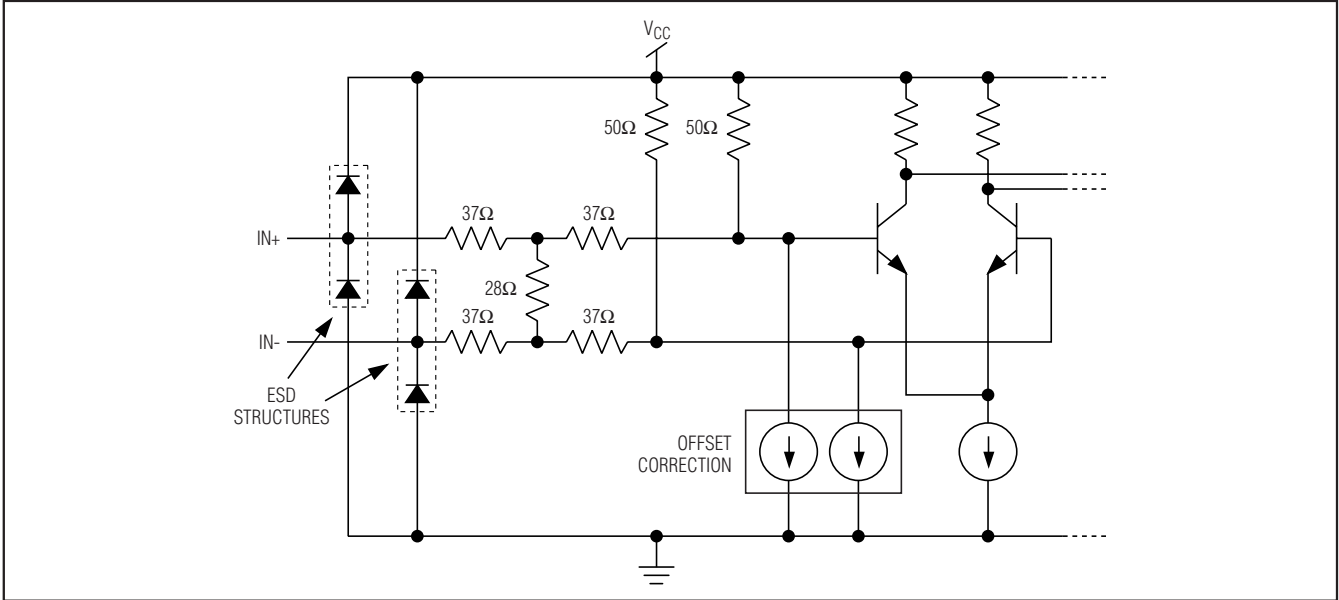 VCC
50Ω 50Ω
37Ω 37Ω
IN+
28Ω
37Ω 37Ω
IN-
ESD
STRUCTURES
OFFSET
CORRECTION